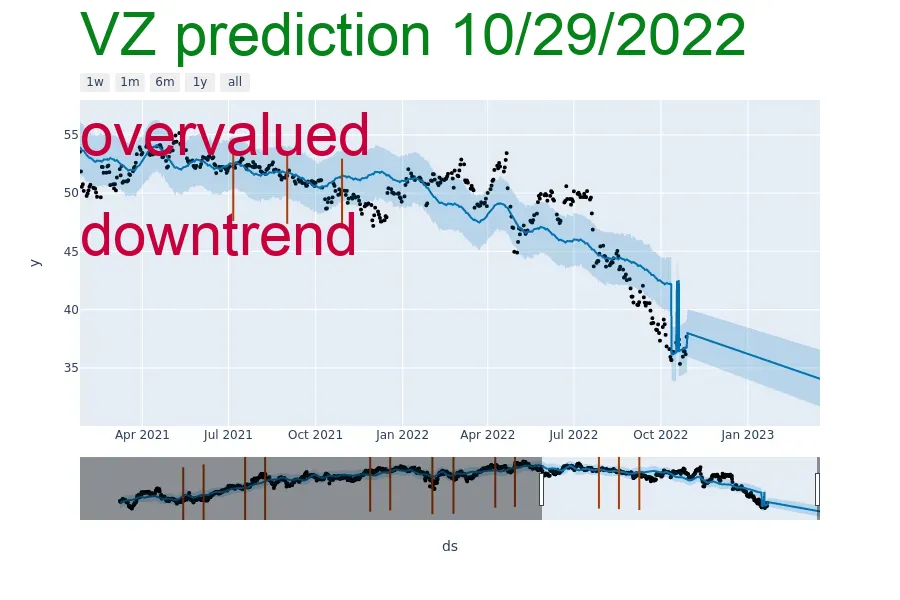 VZ prediction 10/29/2022
1w 1m 6m 1y all
overvalued
downtrend
55
50
45
40
35
y
Apr 2021 Jul 2021 Oct 2021 Jan 2022 Apr 2022 Jul 2022 Oct 2022 Jan 2023
ds